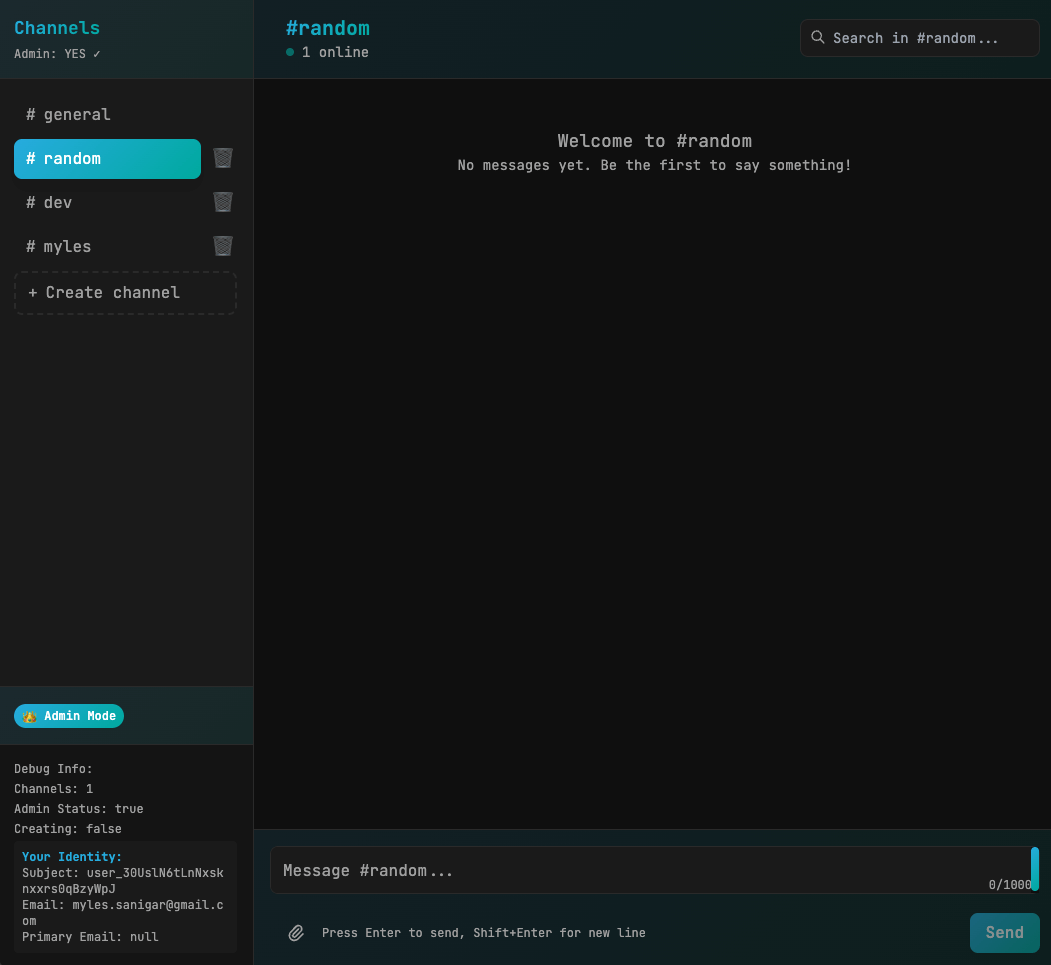 Channels
Admin: YES ✓
# general
# random
# dev
# myles
+ Create channel
Admin Mode
Debug Info:
Channels: 1
Admin Status: true
Creating: false
Your Identity:
Subject: user_30UslN6tLnNxsk
nxxrs0qBzyWpJ
Email: myles.sanigar@gmail.c
om
Primary Email: null
#random
1 online
Search in #random...
Welcome to #random
No messages yet. Be the first to say something!
Message #random...
0/1000
Press Enter to send, Shift+Enter for new line
Send